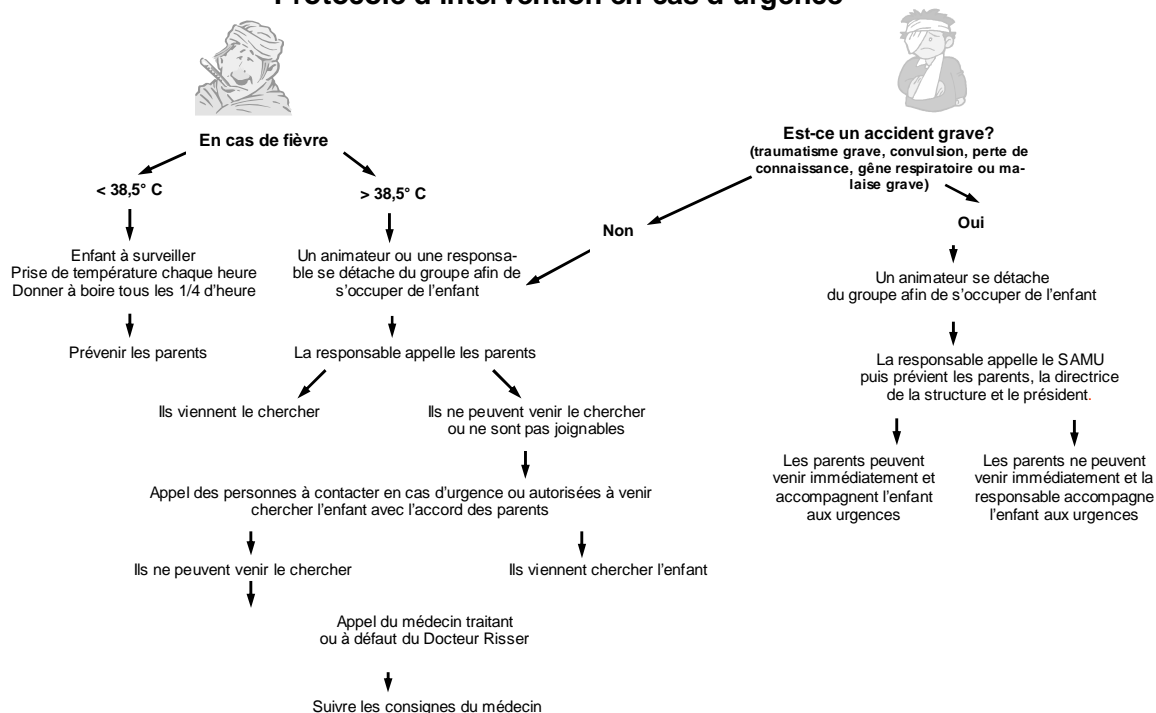 Protocole d'intervention en cas d'urgence
En cas de fièvre
< 38,5° C
> 38,5° C
Enfant à surveiller
Prise de température chaque heure
Donner à boire tous les 1/4 d'heure
Un animateur ou une responsa-
ble se détache du groupe afin de
s'occuper de l'enfant
Prévenir les parents
La responsable appelle les parents
Ils viennent le chercher
Ils ne peuvent venir le chercher
ou ne sont pas joignables
Appel des personnes à contacter en cas d'urgence ou autorisées à venir
chercher l'enfant avec l'accord des parents
Ils ne peuvent venir le chercher
Ils viennent chercher l'enfant
Appel du médecin traitant
ou à défaut du Docteur Risser
Suivre les consignes du médecin
Est-ce un accident grave?
(traumatisme grave, convulsion, perte de
connaissance, gêne respiratoire ou ma-
laise grave)
Non
Oui
Un animateur se détache
du groupe afin de s'occuper de l'enfant
La responsable appelle le SAMU
puis prévient les parents, la directrice
de la structure et le président.
Les parents peuvent
venir immédiatement et
accompagnent l'enfant
aux urgences
Les parents ne peuvent
venir immédiatement et la
responsable accompagne
l'enfant aux urgences